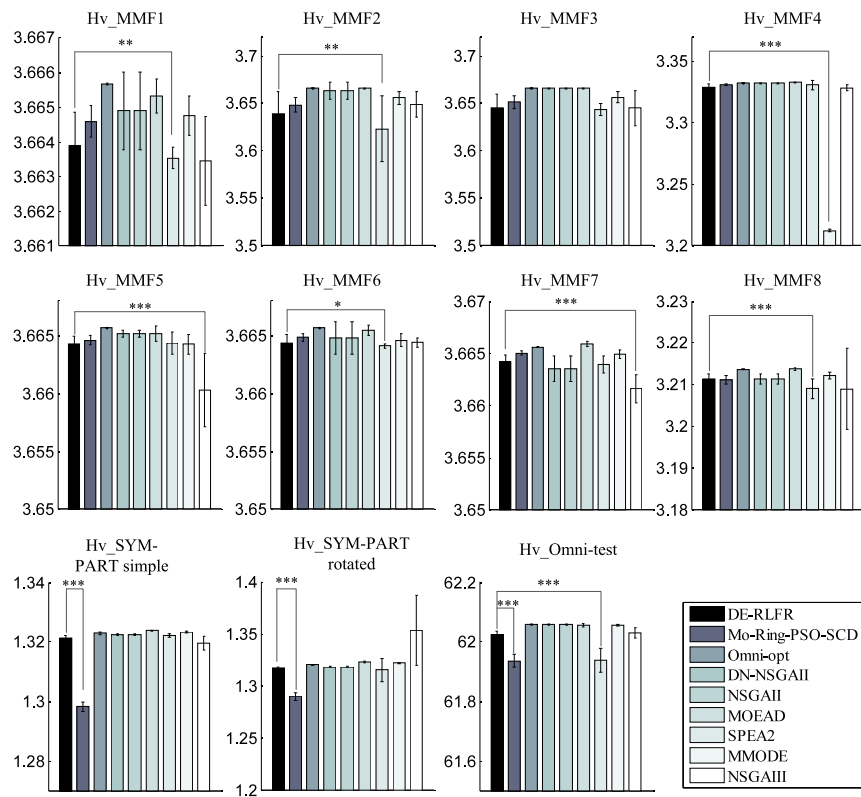 Hv_MMF1
3.667
3.666
3.665
3.664
3.663
3.662
3.661
**
Hv_MMF2
3.7
3.65
3.6
3.55
3.5
**
Hv_MMF3
3.7
3.65
3.6
3.55
3.5
Hv_MMF4
3.35
3.3
3.25
3.2
***
Hv_MMF5
3.665
3.66
3.655
3.65
***
Hv_MMF6
3.665
3.66
3.655
3.65
*
Hv_MMF7
3.67
3.665
3.66
3.655
3.65
***
Hv_MMF8
3.23
3.22
3.21
3.20
3.19
3.18
***
Hv_SYM-
PART simple
1.34
1.32
1.3
1.28
***
Hv_SYM-PART
rotated
1.4
1.35
1.3
1.25
1.2
***
Hv_Omni-test
62.2
62
61.8
61.6
***
***
DE-RLFR
Mo-Ring-PSO-SCD
Omni-opt
DN-NSGAII
NSGAII
MOEAD
SPEA2
MMODE
NSGAIII